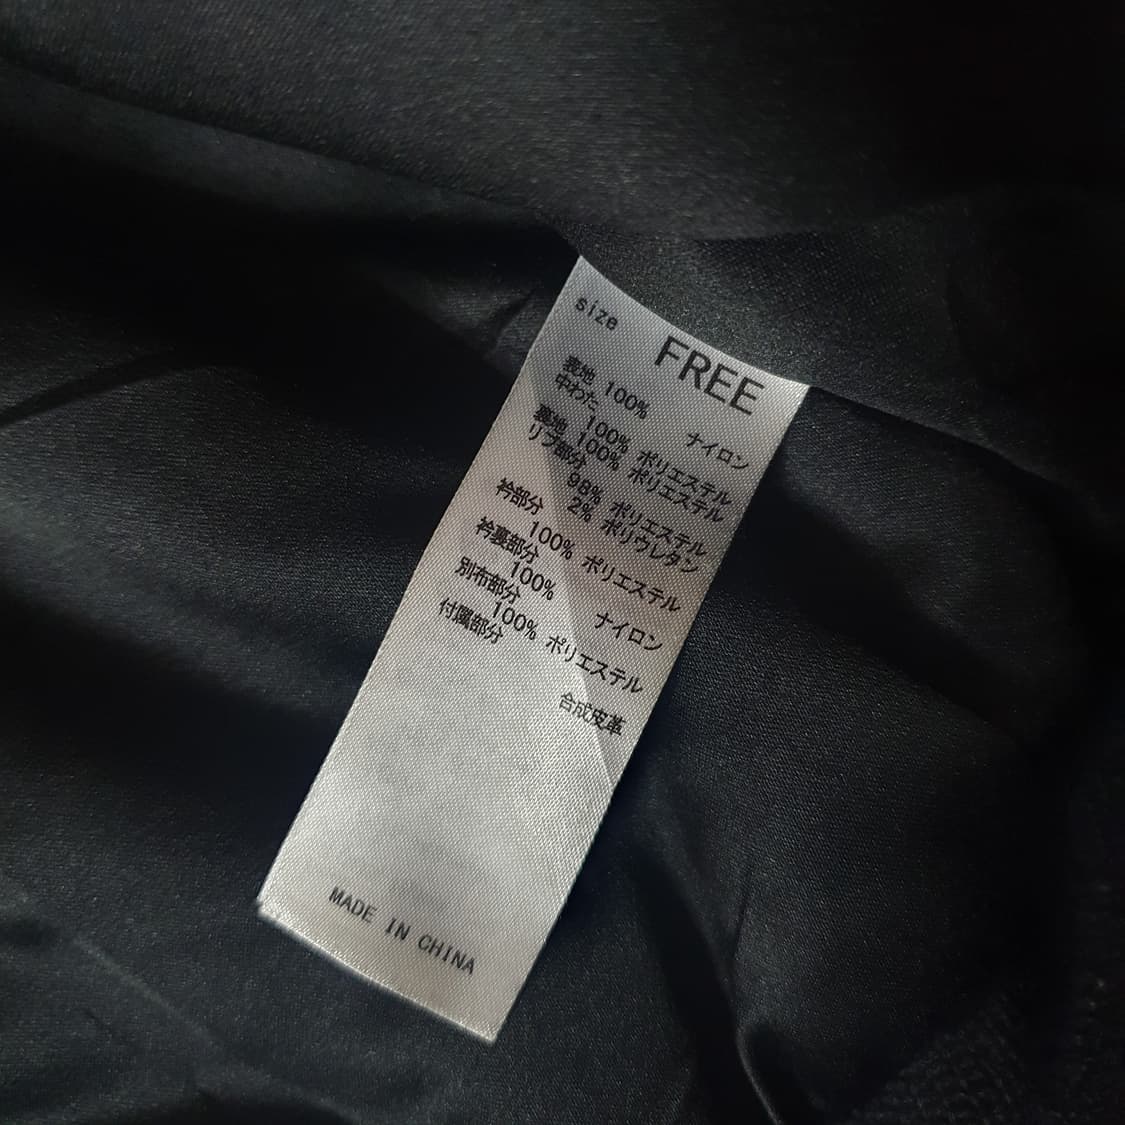 size FREE
表地 100% ナイロン
中わた
100% ポリエステル
裏地 100% ポリエステル
リブ部分
98% ポリエステル
2% ポリウレタン
衿部分
100% ポリエステル
衿裏部分
100% ナイロン
別布部分
100% ポリエステル
付属部分
合成皮革
MADE IN CHINA